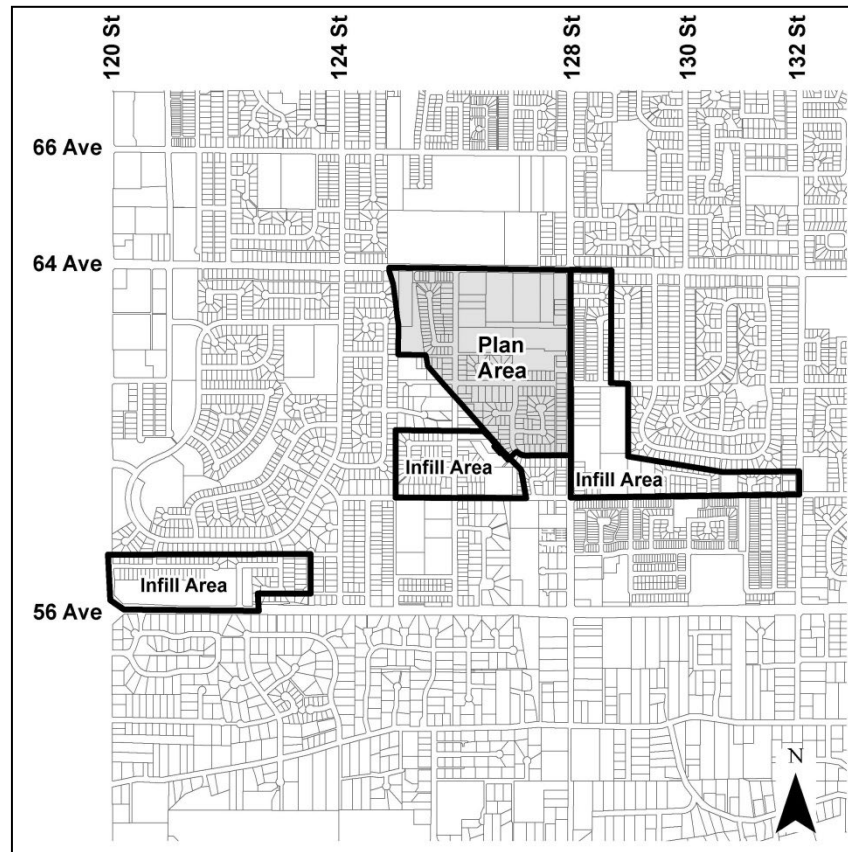 120 St
124 St
128 St
130 St
132 St
66 Ave
64 Ave
Plan
Area
Infill Area
Infill Area
Infill Area
56 Ave
N